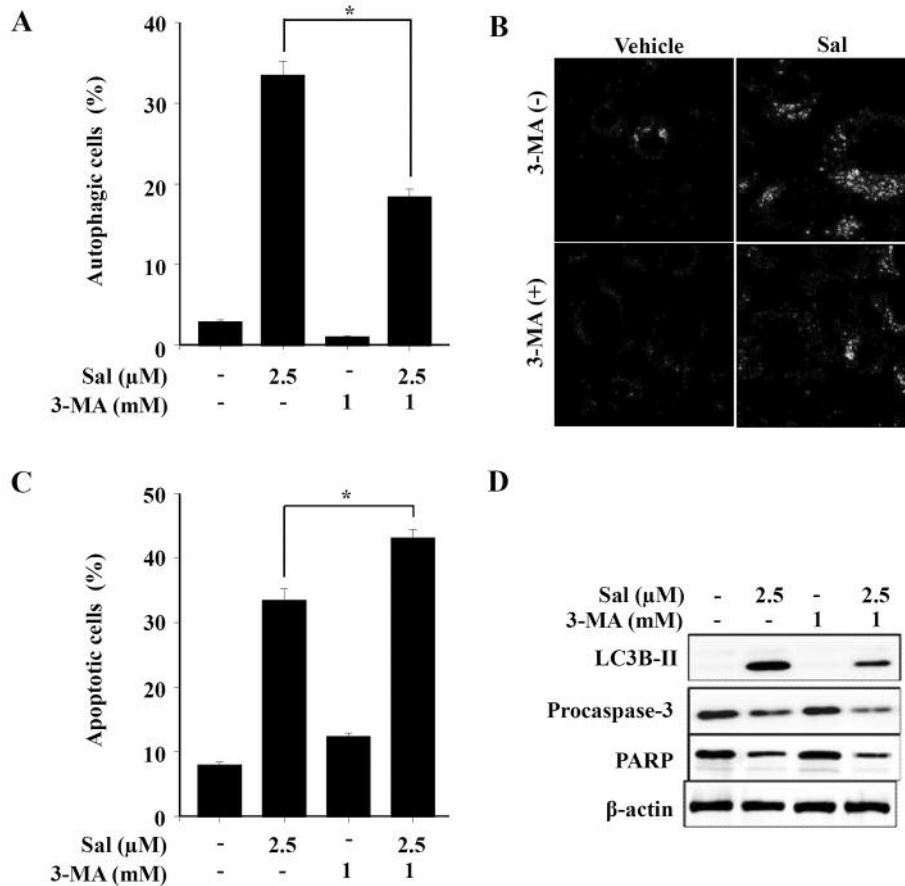 A
*
40
30
20
10
0
Autophagic cells (%)
Sal (µM) - 2.5 - 2.5
3-MA (mM) - - 1 1
B
Vehicle Sal
3-MA (-)
3-MA (+)
C
*
50
40
30
20
10
0
Apoptotic cells (%)
Sal (µM) - 2.5 - 2.5
3-MA (mM) - - 1 1
D
Sal (µM) - 2.5 - 2.5
3-MA (mM) - - 1 1
LC3B-II
Procaspase-3
PARP
β-actin